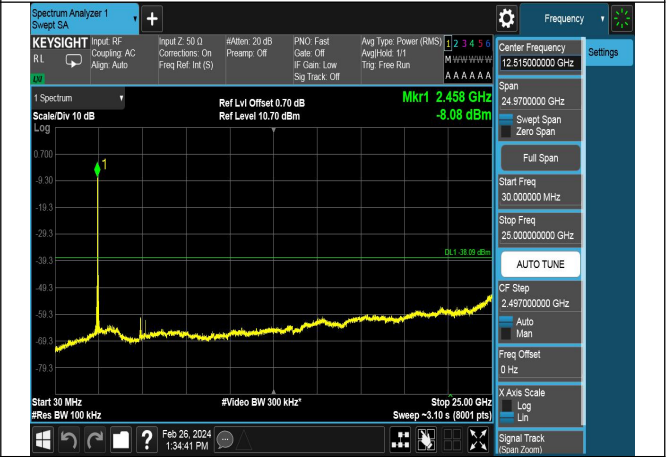 Spectrum Analyzer 1
Swept SA
+
Frequency
KEYSIGHT
RL
Input: RF
Coupling: AC
Align: Auto
Input Z: 50 Ω
Corrections: On
Freq Ref: Int (S)
#Atten: 20 dB
Preamp: Off
PNO: Fast
Gate: Off
IF Gain: Low
Sig Track: Off
Avg Type: Power (RMS)
Avg|Hold: 1/1
Trig: Free Run
1 2 3 4 5 6
M W W W W W
A A A A A A
1 Spectrum
Scale/Div 10 dB
Log
Ref Lvl Offset 0.70 dB
Ref Level 10.70 dBm
Mkr1 2.458 GHz
-8.08 dBm
0.700
1
-9.30
-19.3
-29.3
DL1 -38.09 dBm
-39.3
-49.3
-59.3
-69.3
-79.3
Start 30 MHz
#Video BW 300 kHz*
Stop 25.00 GHz
#Res BW 100 kHz
Sweep ~3.10 s (8001 pts)
?
Feb 26, 2024
1:34:41 PM
Center Frequency
12.515000000 GHz
Settings
Span
24.9700000 GHz
Swept Span
Zero Span
Full Span
Start Freq
30.000000 MHz
Stop Freq
25.000000000 GHz
AUTO TUNE
CF Step
2.497000000 GHz
Auto
Man
Freq Offset
0 Hz
X Axis Scale
Log
Lin
Signal Track
(Span Zoom)